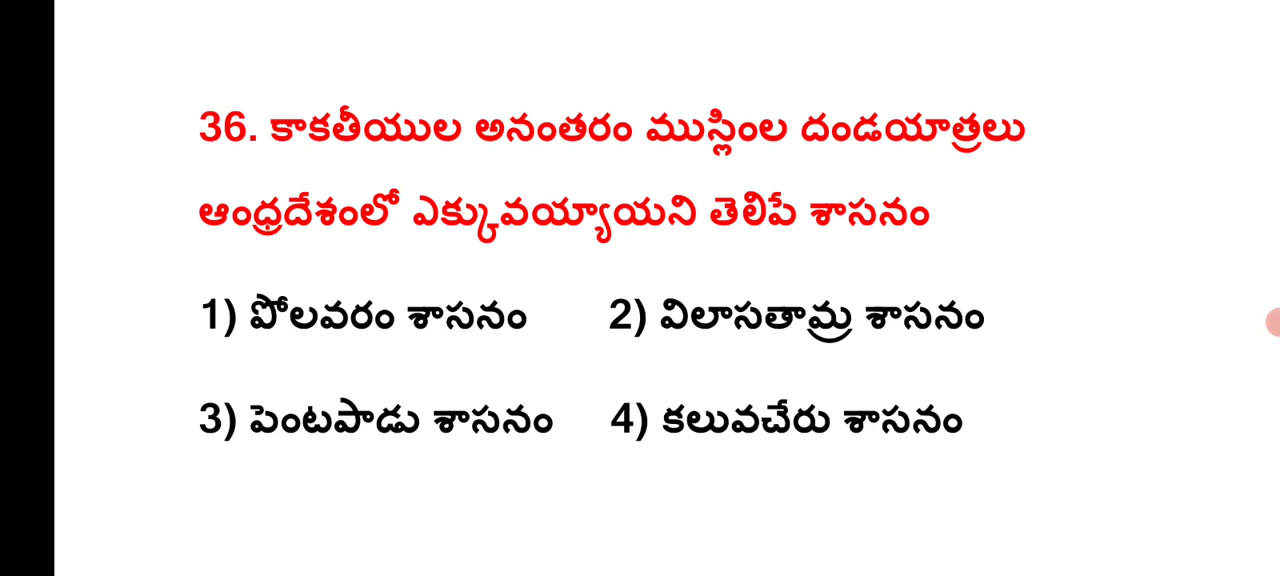 36. కాకతీయుల అనంతరం ముస్లింల దండయాత్రలు
ఆంధ్రదేశంలో ఎక్కువయ్యాయని తెలిపే శాసనం
1) పోలవరం శాసనం 2) విలాసతామ్ర శాసనం
3) పెంటపాడు శాసనం 4) కలువచేరు శాసనం